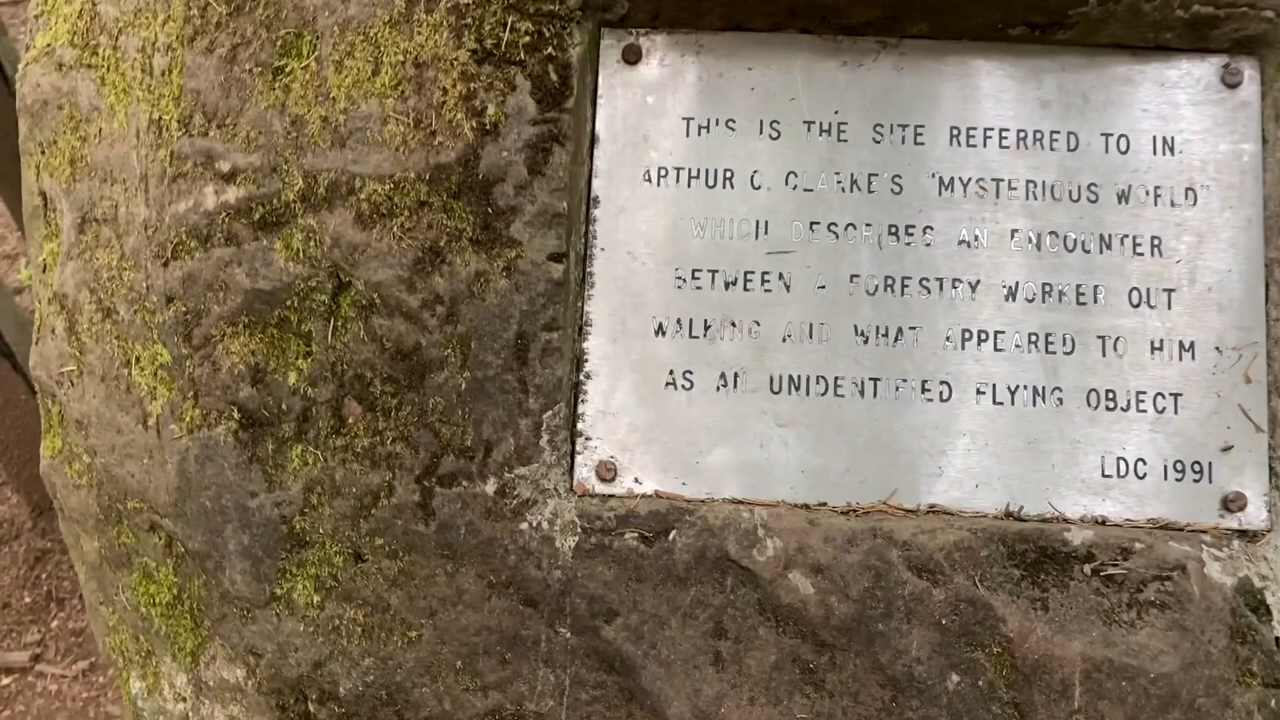 THIS IS THE SITE REFERRED TO IN
ARTHUR C. CLARKE'S "MYSTERIOUS WORLD"
WHICH DESCRIBES AN ENCOUNTER
BETWEEN A FORESTRY WORKER OUT
WALKING AND WHAT APPEARED TO HIM
AS AN UNIDENTIFIED FLYING OBJECT
LDC 1991